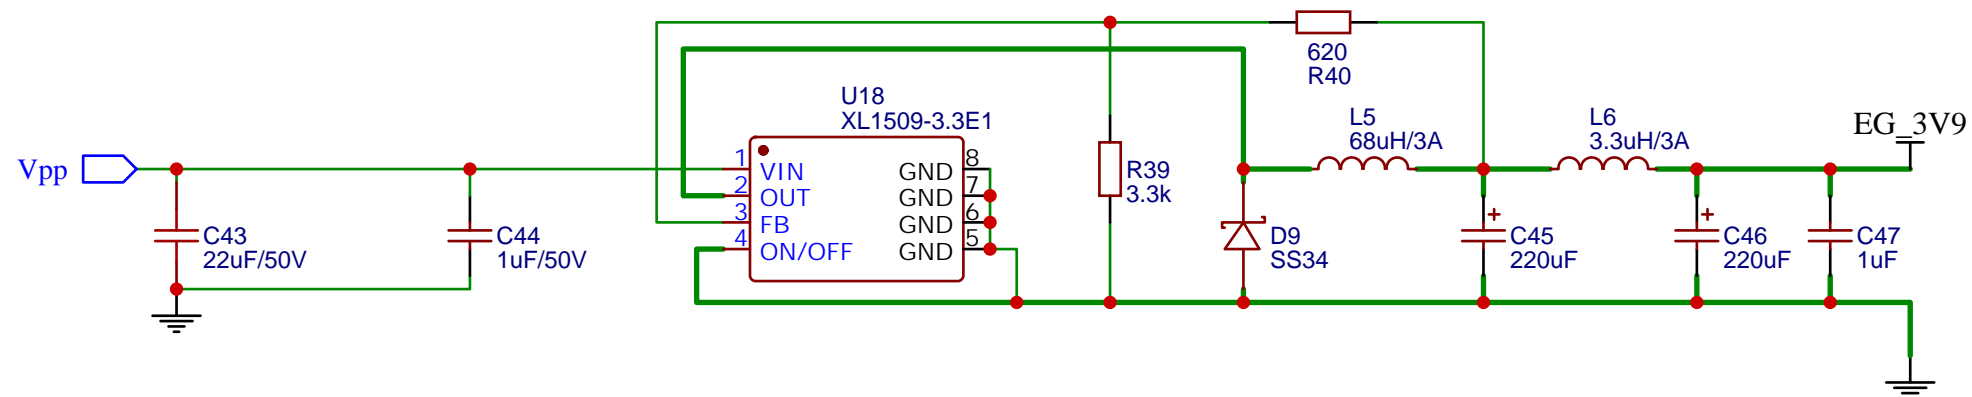 620
R40
U18
XL1509-3.3E1
L5
68uH/3A
L6
3.3uH/3A
EG_3V9
Vpp
1
VIN
GND
8
2
OUT
GND
7
3
FB
GND
6
4
ON/OFF
GND
5
R39
3.3k
C43
22uF/50V
C44
1uF/50V
D9
SS34
+
C45
220uF
+
C46
220uF
C47
1uF